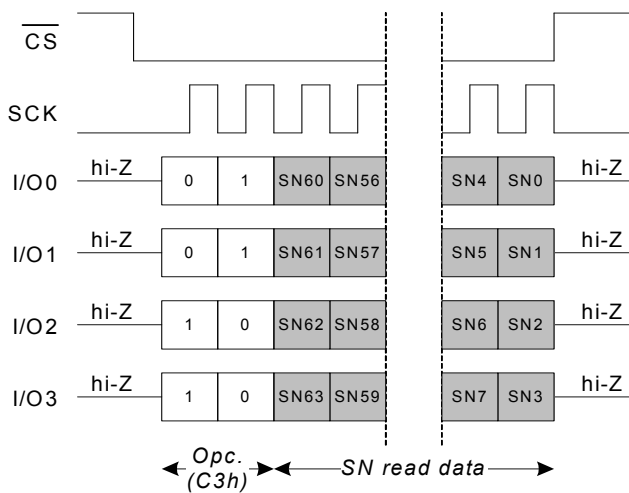 CS
SCK
I/O0 hi-Z 0 1 SN60 SN56 SN4 SN0 hi-Z
I/O1 hi-Z 0 1 SN61 SN57 SN5 SN1 hi-Z
I/O2 hi-Z 1 0 SN62 SN58 SN6 SN2 hi-Z
I/O3 hi-Z 1 0 SN63 SN59 SN7 SN3 hi-Z
Opc. SN read data
(C3h)